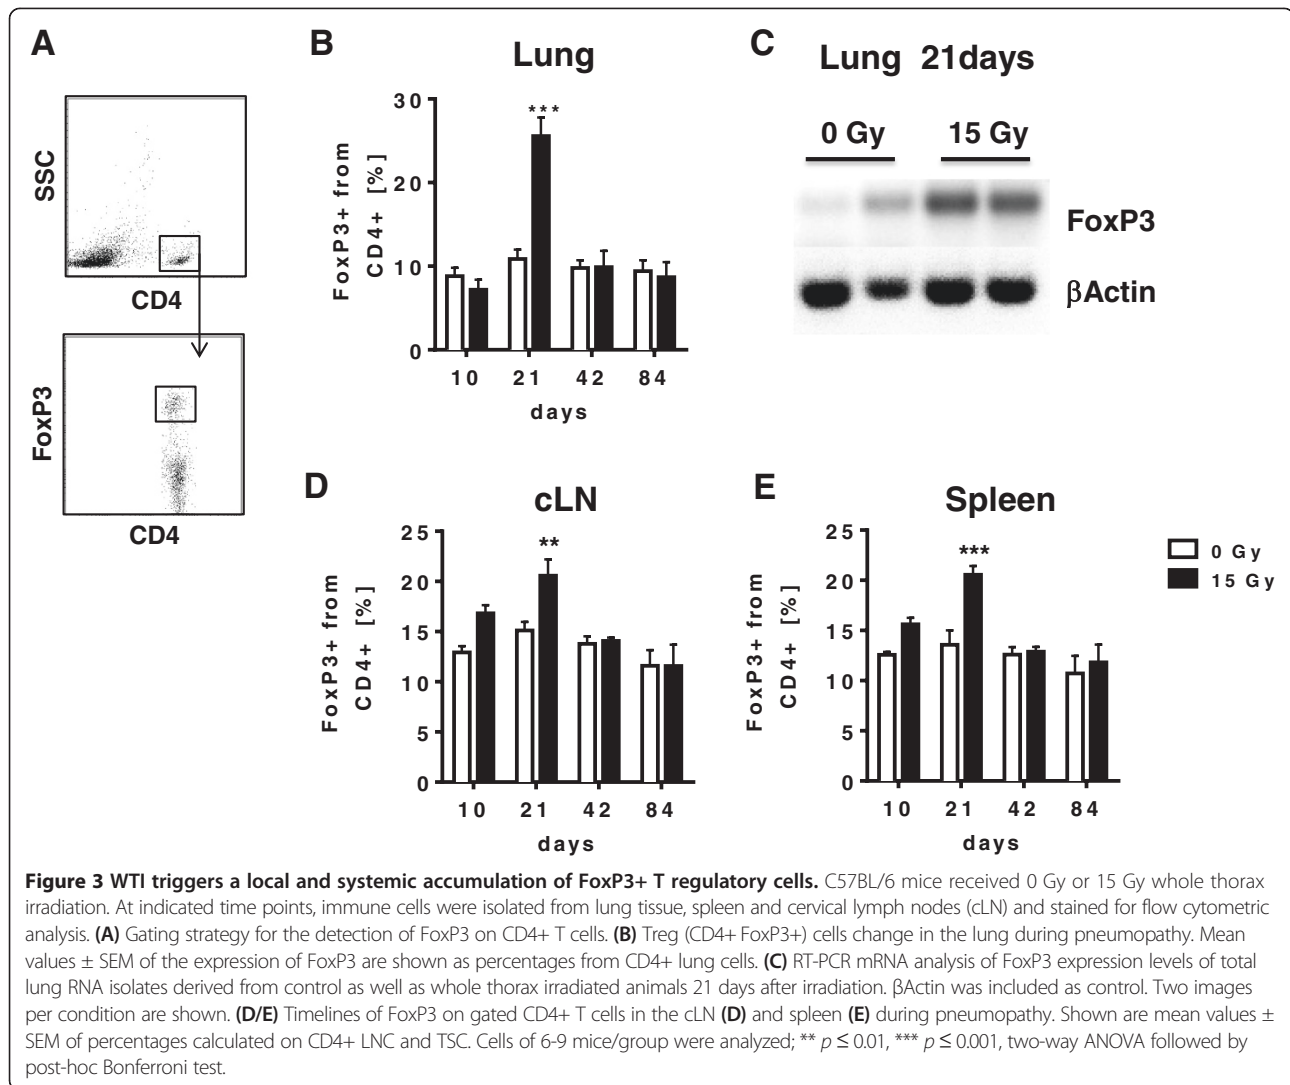 A
SSC
CD4
FoxP3
CD4
B
Lung
FoxP3+ from
CD4+ [%]
30
20
10
0
***
10 21 42 84
days
C
Lung 21days
0 Gy 15 Gy
FoxP3
βActin
D
cLN
FoxP3+ from
CD4+ [%]
25
20
15
10
5
0
**
10 21 42 84
days
E
Spleen
FoxP3+ from
CD4+ [%]
25
20
15
10
5
0
***
10 21 42 84
days
0 Gy
15 Gy
Figure 3 WTI triggers a local and systemic accumulation of FoxP3+ T regulatory cells. C57BL/6 mice received 0 Gy or 15 Gy whole thorax
irradiation. At indicated time points, immune cells were isolated from lung tissue, spleen and cervical lymph nodes (cLN) and stained for flow cytometric
analysis. (A) Gating strategy for the detection of FoxP3 on CD4+ T cells. (B) Treg (CD4+ FoxP3+) cells change in the lung during pneumopathy. Mean
values ± SEM of the expression of FoxP3 are shown as percentages from CD4+ lung cells. (C) RT-PCR mRNA analysis of FoxP3 expression levels of total
lung RNA isolates derived from control as well as whole thorax irradiated animals 21 days after irradiation. βActin was included as control. Two images
per condition are shown. (D/E) Timelines of FoxP3 on gated CD4+ T cells in the cLN (D) and spleen (E) during pneumopathy. Shown are mean values ±
SEM of percentages calculated on CD4+ LNC and TSC. Cells of 6-9 mice/group were analyzed; ** p ≤ 0.01, *** p ≤ 0.001, two-way ANOVA followed by
post-hoc Bonferroni test.